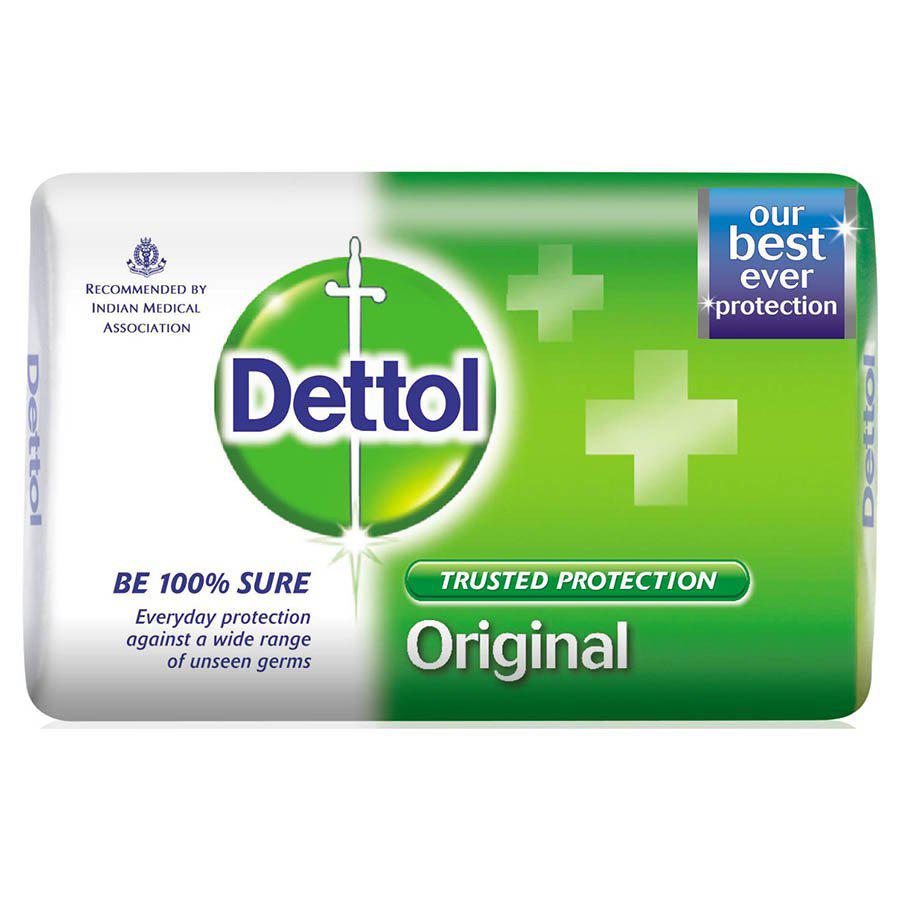 RECOMMENDED BY
INDIAN MEDICAL
ASSOCIATION
our
best
ever
protection
Dettol
Dettol
Dettol
BE 100% SURE
Everyday protection
against a wide range
of unseen germs
TRUSTED PROTECTION
Original